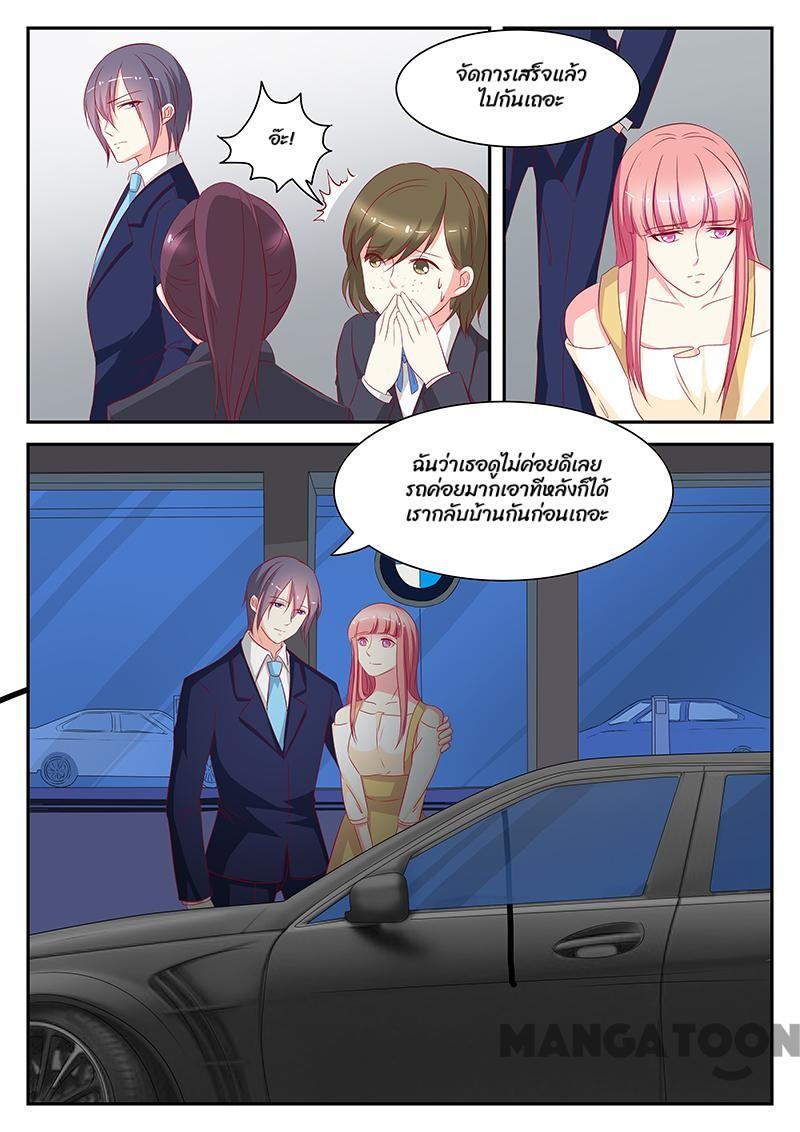 อ๊ะ!
จัดการเสร็จแล้ว
ไปกันเถอะ
ฉันว่าเธอดูไม่ค่อยดีเลย
รถค่อยมากเอาทีหลังก็ได้
เรากลับบ้านกันก่อนเถอะ
MANGATOON